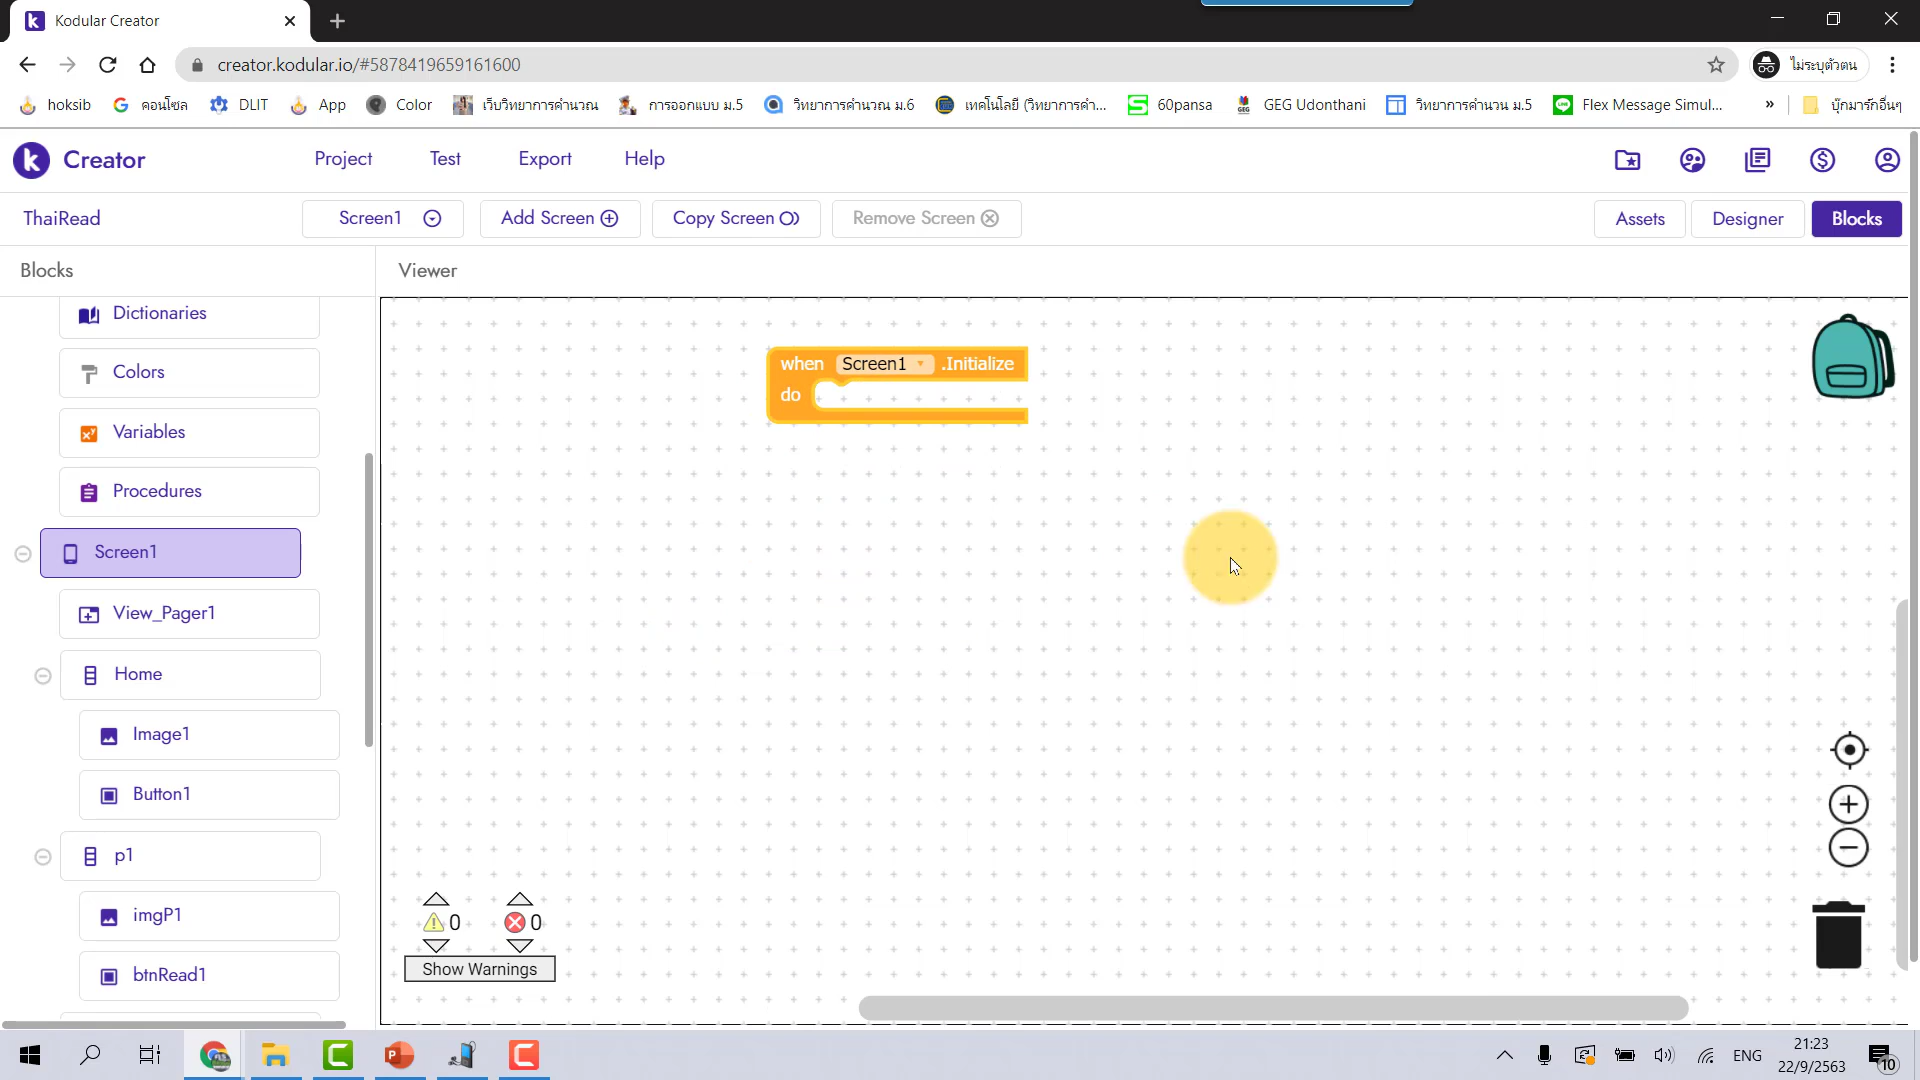 Kodular Creator
creator.kodular.io/#5878419659161600
ไม่ระบุตัวตน
hoksib
คอนโซล
DLIT
App
Color
เว็บวิทยาการคำนวณ
การออกแบบ ม.5
วิทยาการคำนวณ ม.6
เทคโนโลยี (วิทยาการคำ...
60pansa
GEG Udonthani
วิทยาการคำนวน ม.5
Flex Message Simul...
»
บุ๊กมาร์กอื่นๆ
Creator
Project
Test
Export
Help
ThaiRead
Screen1
Add Screen
Copy Screen
Remove Screen
Assets
Designer
Blocks
Blocks
Viewer
Dictionaries
Colors
Variables
Procedures
Screen1
View_Pager1
Home
Image1
Button1
p1
imgP1
btnRead1
when Screen1 .Initialize
do
0
0
Show Warnings
ENG
21:23
22/9/2563
10